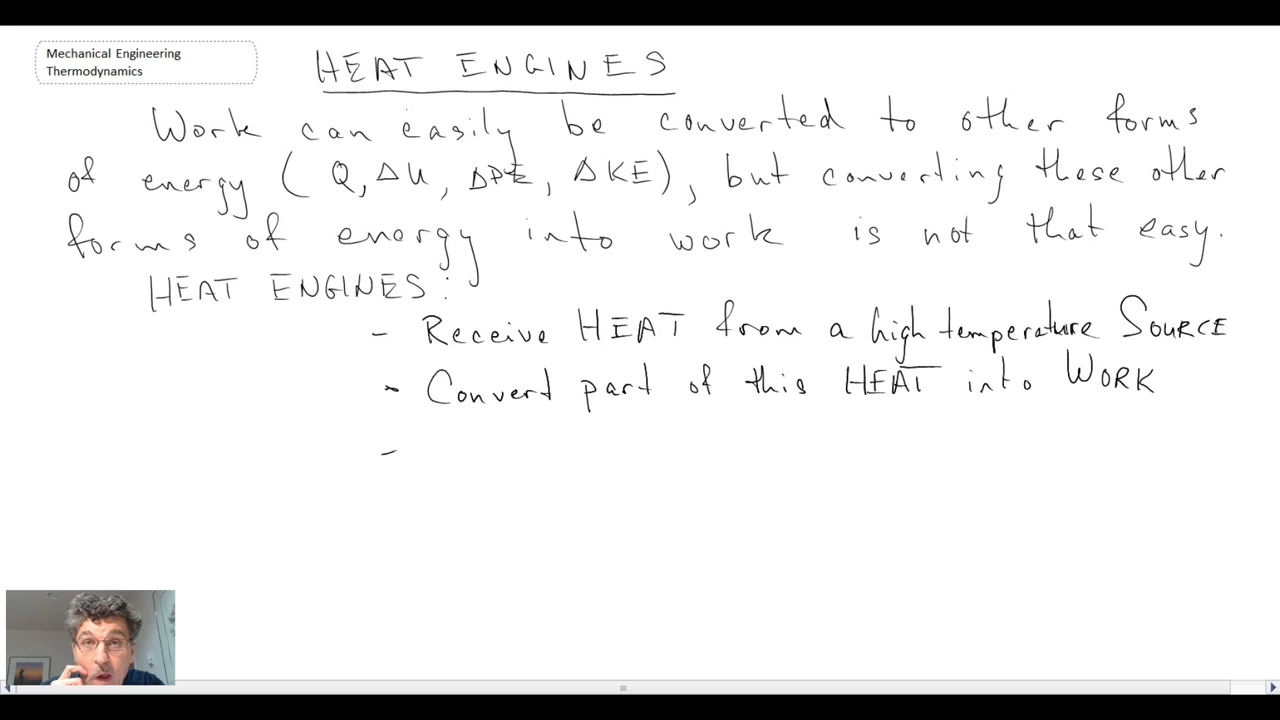 Mechanical Engineering
Thermodynamics
HEAT ENGINES
Work can easily be converted to other forms
of energy ( Q, ΔU, ΔPE, ΔKE), but converting these other
forms of energy into work is not that easy.
HEAT ENGINES:
- Receive HEAT from a high temperature SOURCE
- Convert part of this HEAT into WORK
-